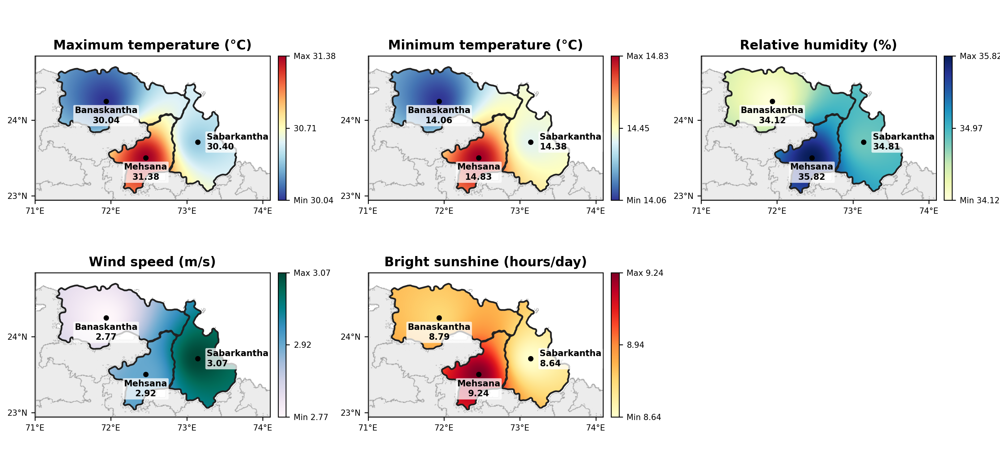 Maximum temperature (°C)
Max 31.38
30.71
Min 30.04
24°N
23°N
71°E 72°E 73°E 74°E
Banaskantha
30.04
Sabarkantha
30.40
Mehsana
31.38
Minimum temperature (°C)
Max 14.83
14.45
Min 14.06
24°N
23°N
71°E 72°E 73°E 74°E
Banaskantha
14.06
Sabarkantha
14.38
Mehsana
14.83
Relative humidity (%)
Max 35.82
34.97
Min 34.12
24°N
23°N
71°E 72°E 73°E 74°E
Banaskantha
34.12
Sabarkantha
34.81
Mehsana
35.82
Wind speed (m/s)
Max 3.07
2.92
Min 2.77
24°N
23°N
71°E 72°E 73°E 74°E
Banaskantha
2.77
Sabarkantha
3.07
Mehsana
2.92
Bright sunshine (hours/day)
Max 9.24
8.94
Min 8.64
24°N
23°N
71°E 72°E 73°E 74°E
Banaskantha
8.79
Sabarkantha
8.64
Mehsana
9.24